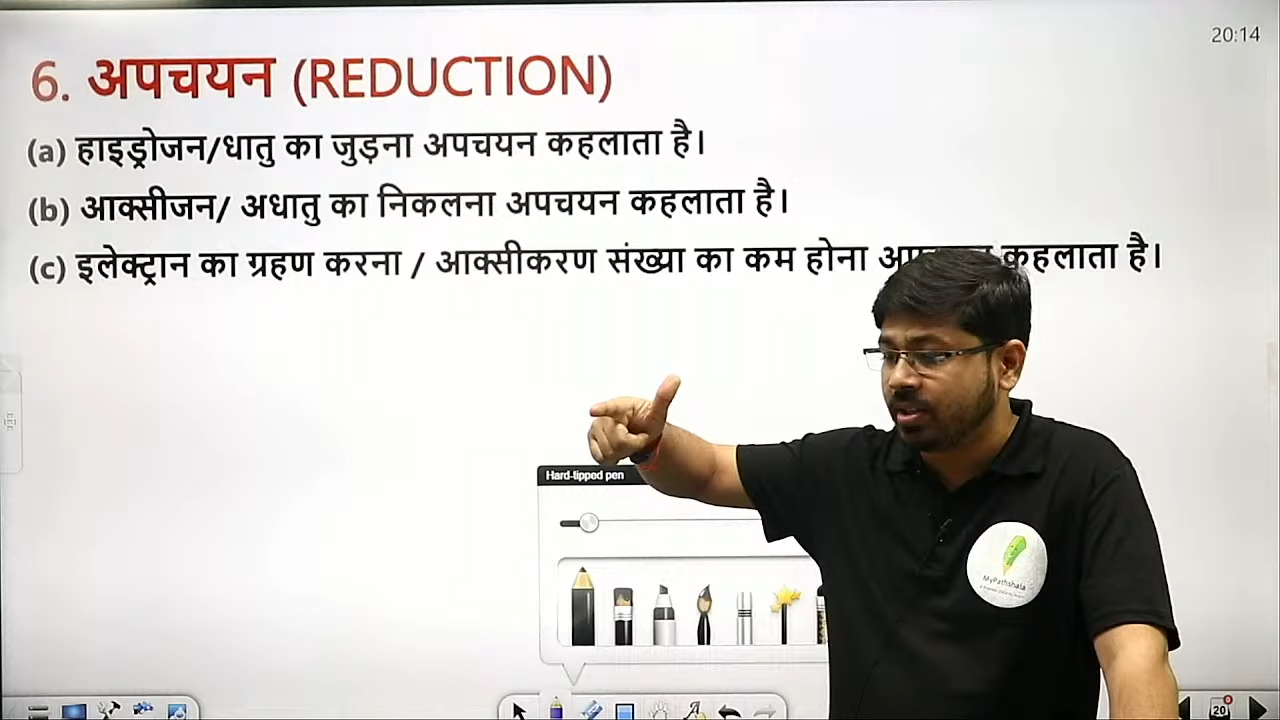 20:14
6. अपचयन (REDUCTION)
(a) हाइड्रोजन/धातु का जुड़ना अपचयन कहलाता है।
(b) आक्सीजन/ अधातु का निकलना अपचयन कहलाता है।
(c) इलेक्ट्रान का ग्रहण करना / आक्सीकरण संख्या का कम होना कहलाता है।
Hard-tipped pen
MyPathshala
20